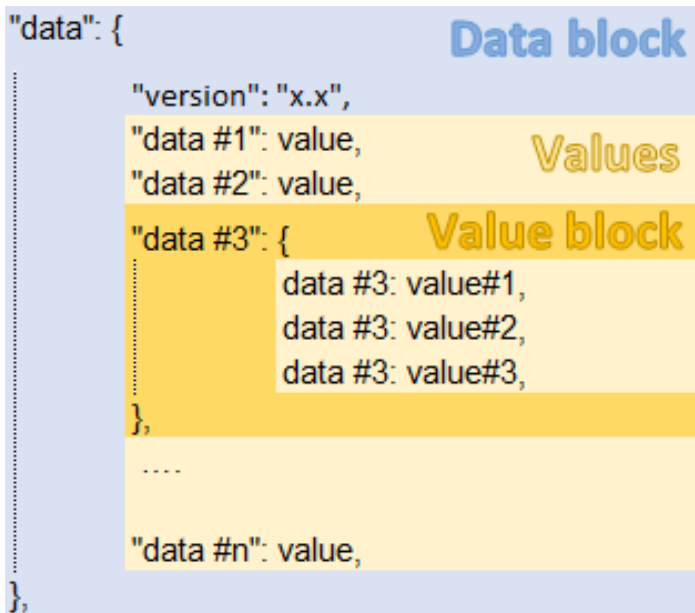 "data": {
Data block
"version": "x.x",
"data #1": value,
Values
"data #2": value,
"data #3": {
Value block
data #3: value#1,
data #3: value#2,
data #3: value#3,
},
....
"data #n": value,
},